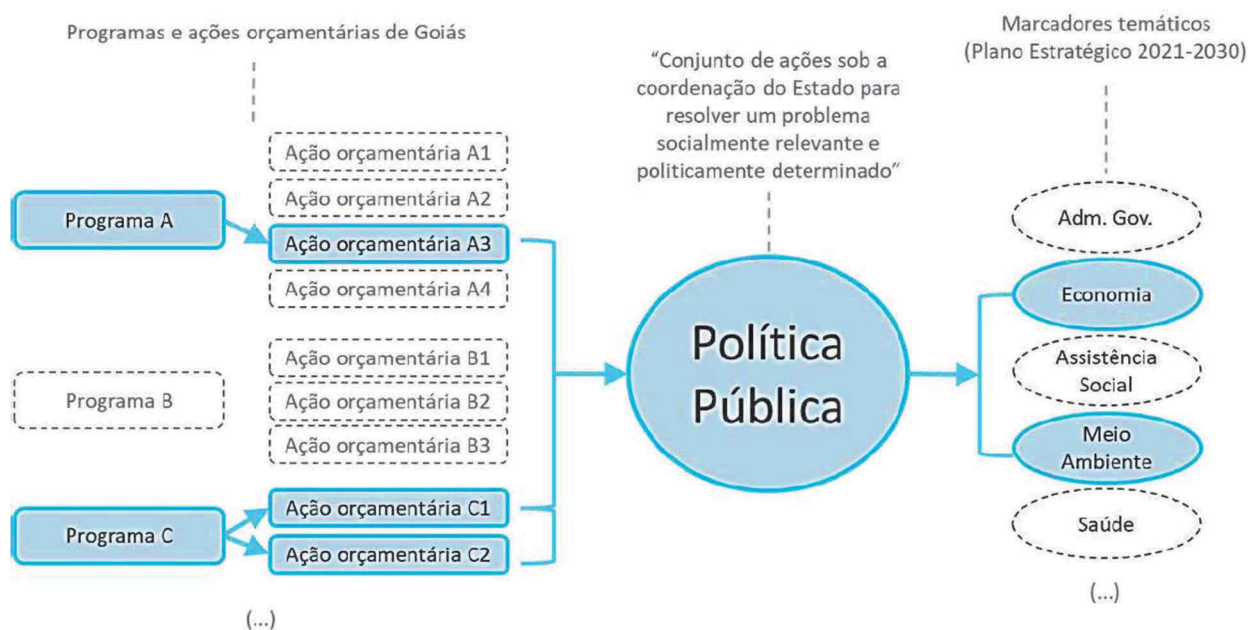 Programas e ações orçamentárias de Goiás
Marcadores temáticos
(Plano Estratégico 2021-2030)
“Conjunto de ações sob a
coordenação do Estado para
resolver um problema
socialmente relevante e
politicamente determinado”
Programa A
Ação orçamentária A1
Ação orçamentária A2
Ação orçamentária A3
Ação orçamentária A4
Programa B
Ação orçamentária B1
Ação orçamentária B2
Ação orçamentária B3
Programa C
Ação orçamentária C1
Ação orçamentária C2
(...)
Política
Pública
Adm. Gov.
Economia
Assistência
Social
Meio
Ambiente
Saúde
(...)